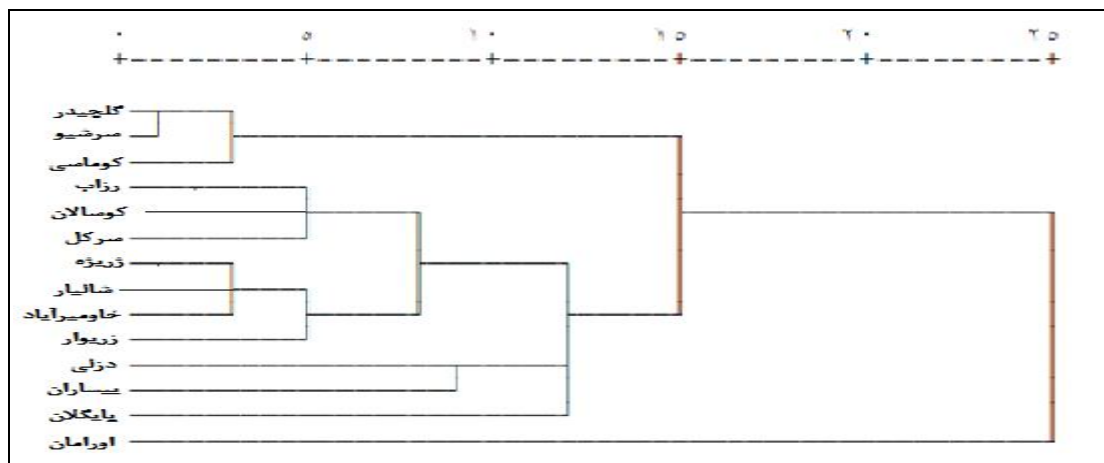 ۰ ۵ ۱۰ ۱۵ ۲۰ ۲۵
گلچیدر
سرشیو
کوماسی
رزاب
کوسالان
سرکل
ژریژه
شالیار
خاومیرآباد
زریوار
دزلی
بیساران
پایگلان
اورامان